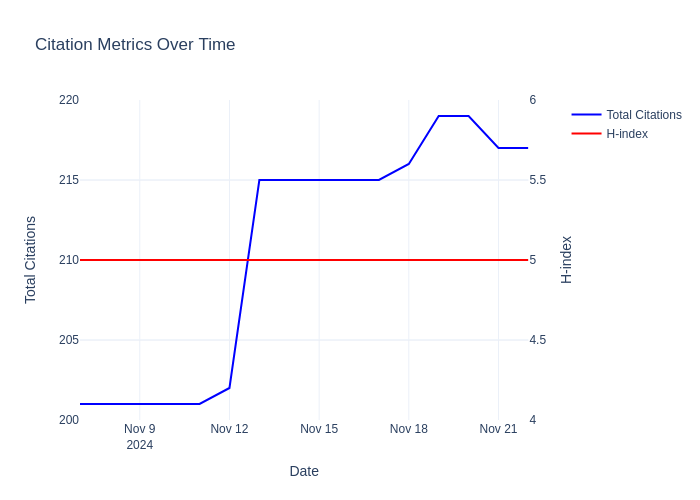 Citation Metrics Over Time
220
215
210
205
200
6
5.5
5
4.5
4
Total Citations
H-index
Total Citations
H-index
Nov 9
2024
Nov 12
Nov 15
Nov 18
Nov 21
Date